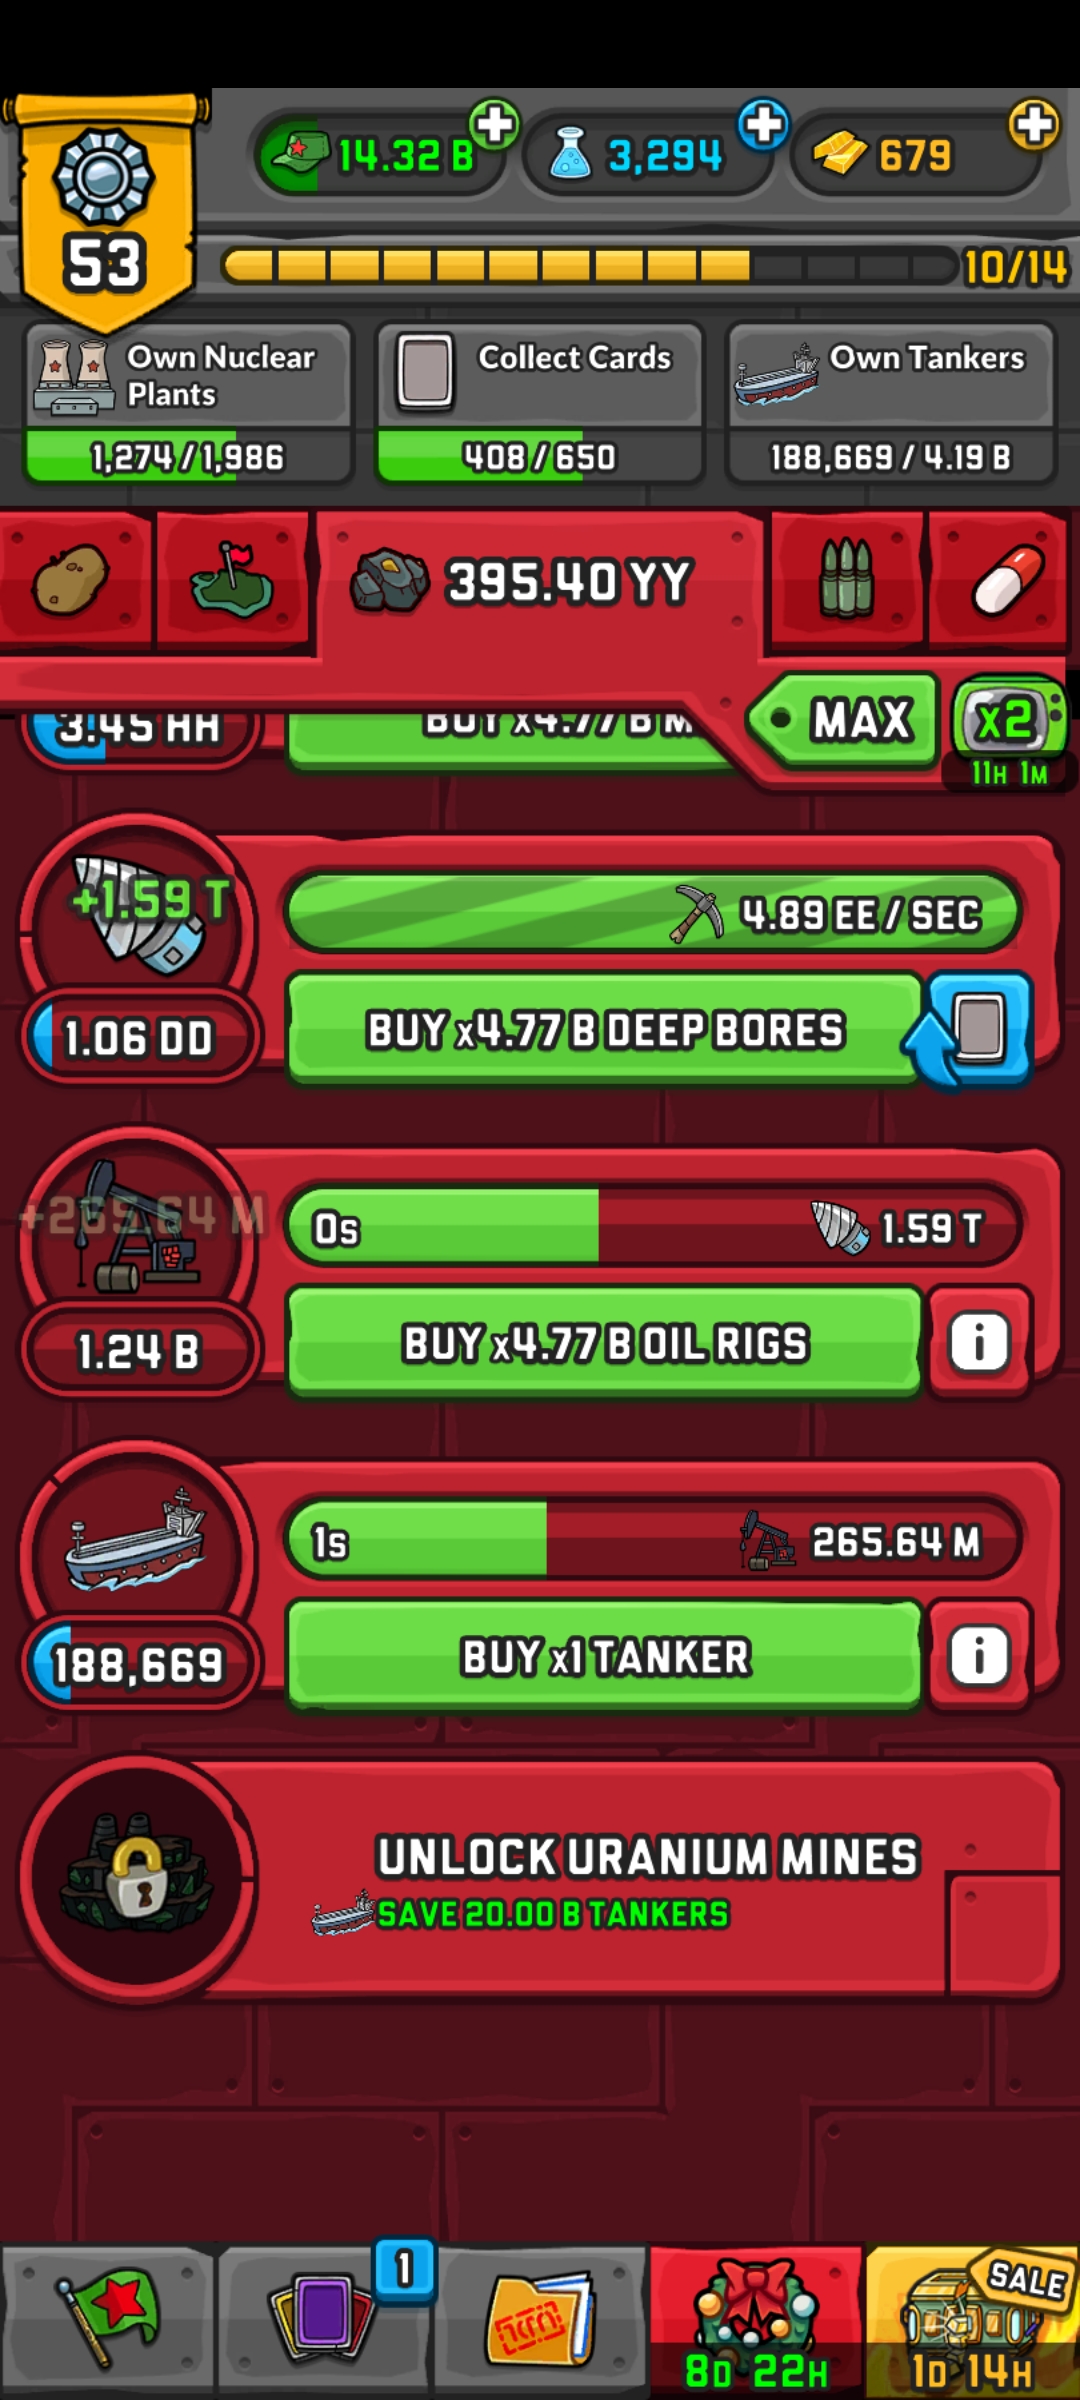 14.32 B
3,294
679
53
10/14
Own Nuclear
Plants
1,274 / 1,986
Collect Cards
408 / 650
Own Tankers
188,669 / 4.19 B
395.40 YY
MAX
x2
11H 1M
3.45 HH
BUY x4.77 B M
+1.59 T
4.89 EE / SEC
1.06 DD
BUY x4.77 B DEEP BORES
+265.64 M
0s
1.59 T
1.24 B
BUY x4.77 B OIL RIGS
i
1s
265.64 M
188,669
BUY x1 TANKER
i
UNLOCK URANIUM MINES
SAVE 20.00 B TANKERS
1
SALE
8D 22H
1D 14H